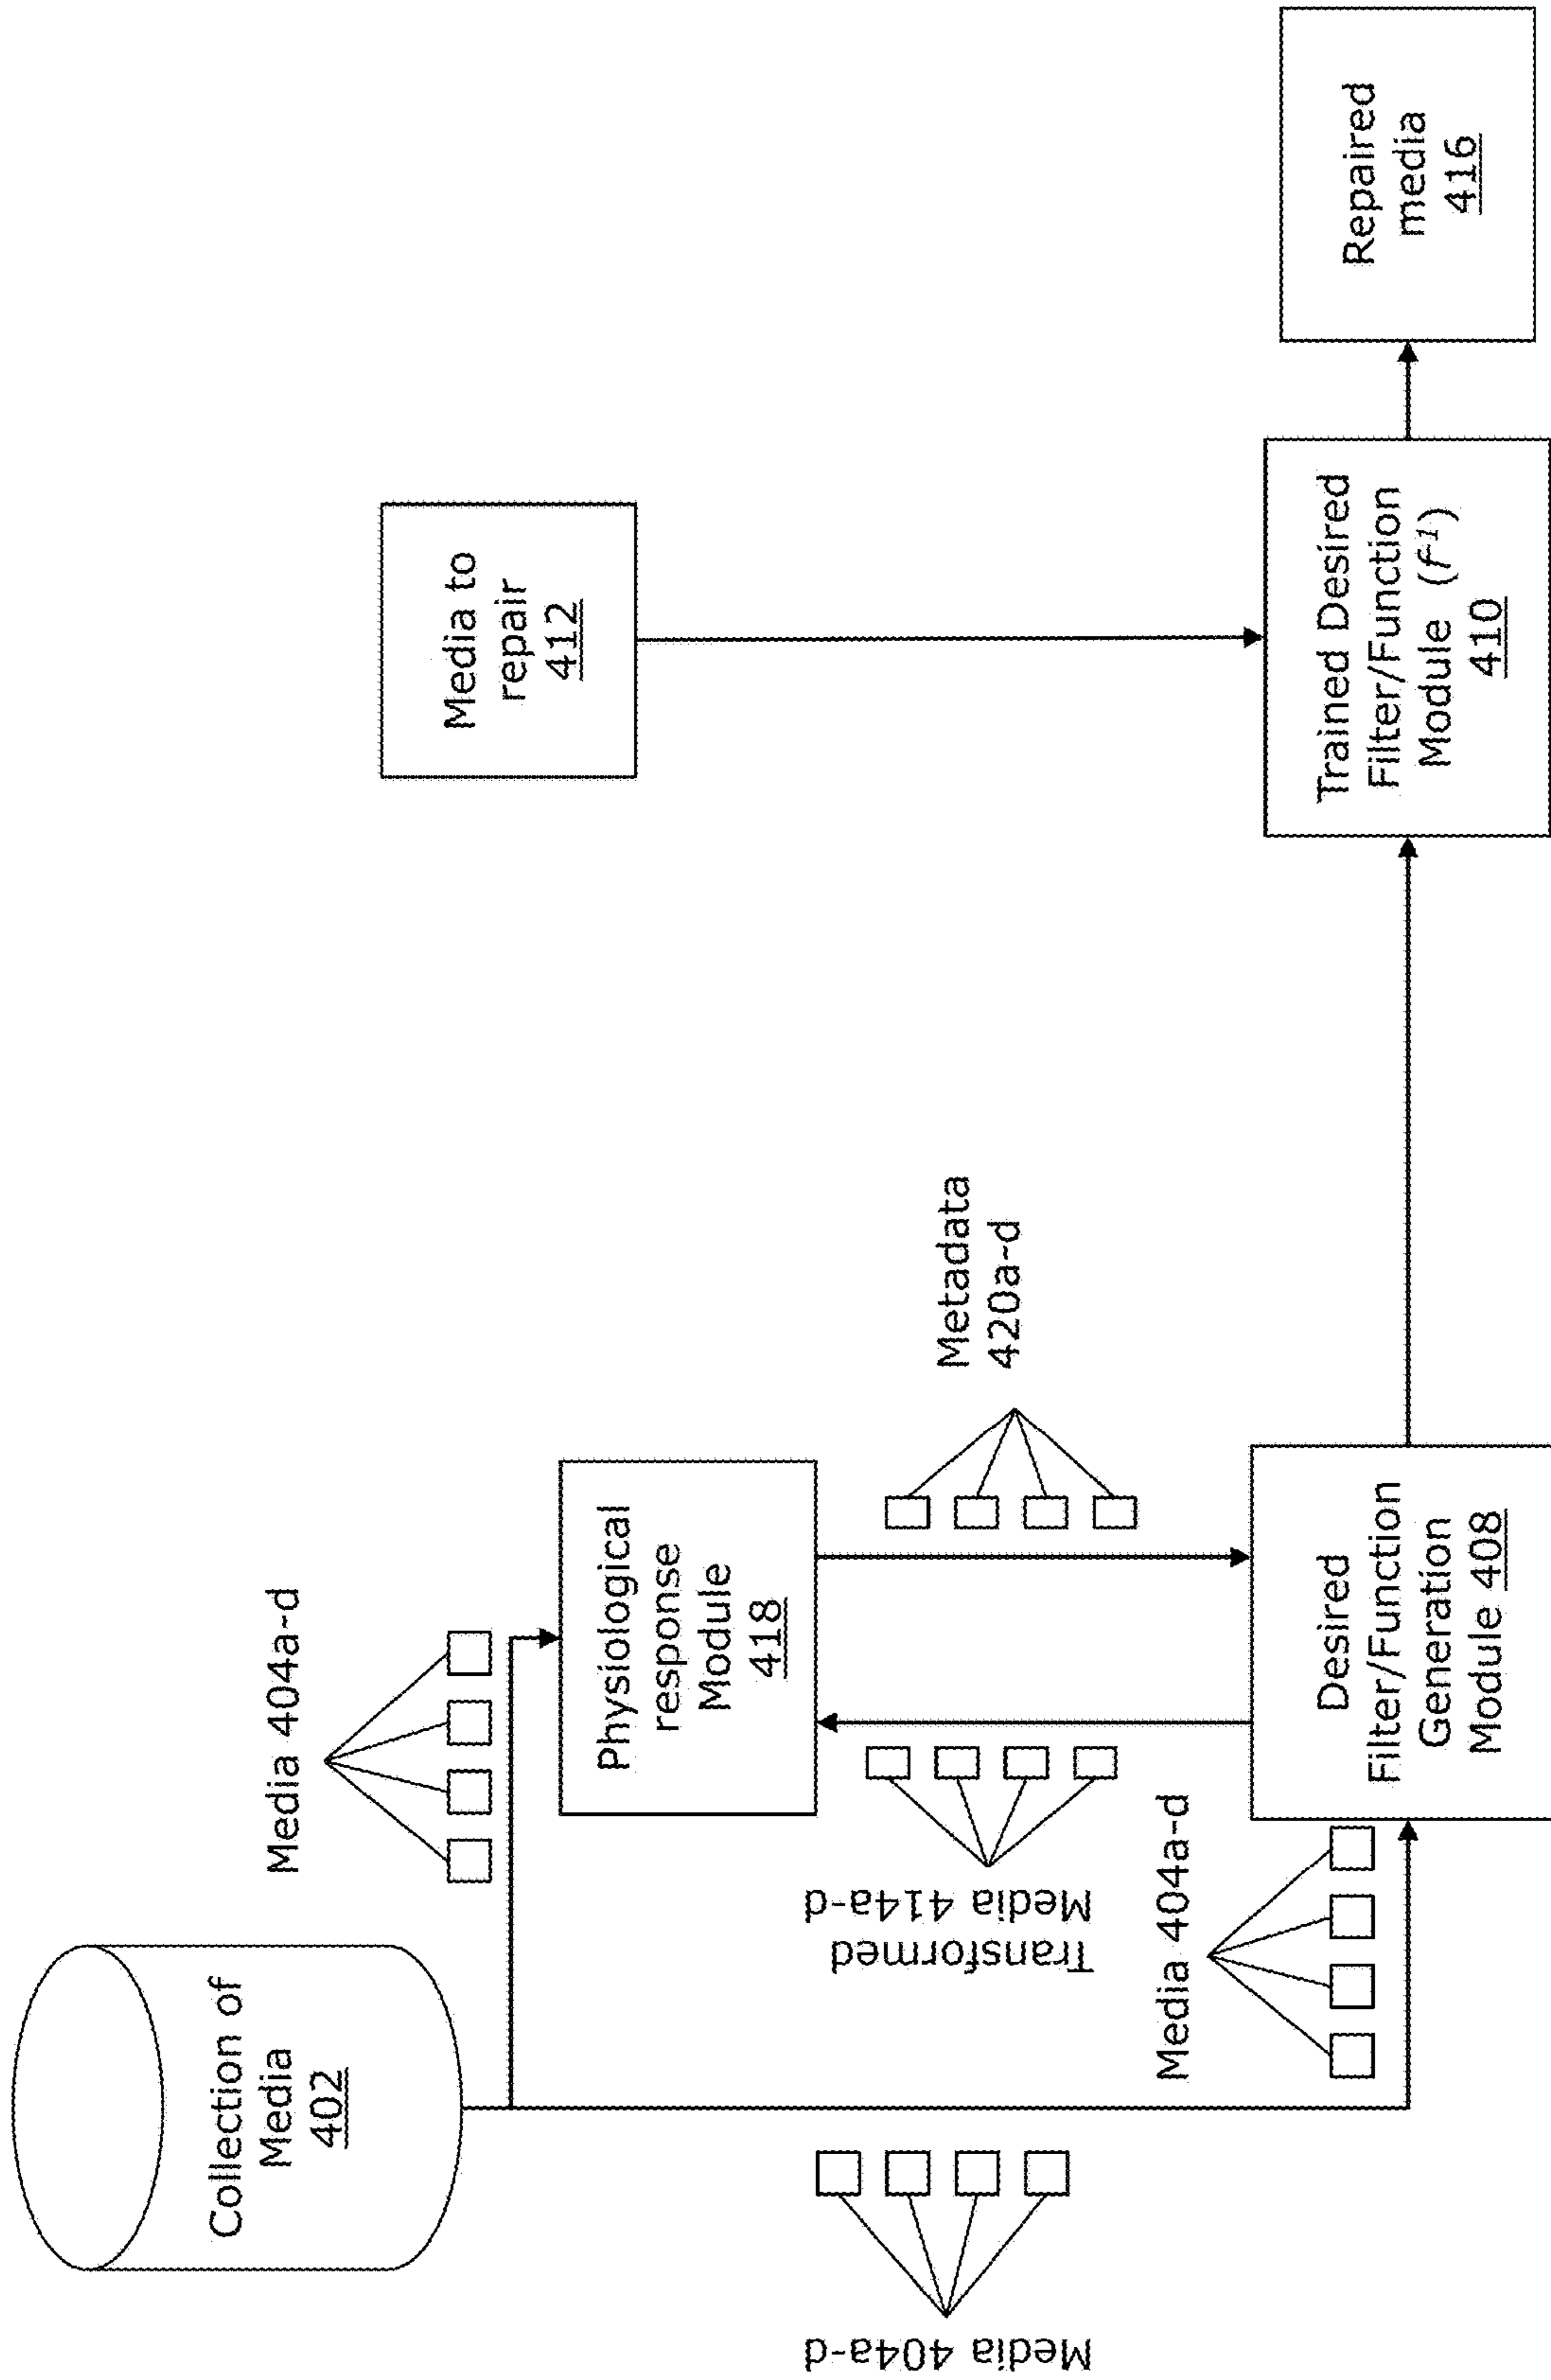 Collection of
Media
402
Media 404a-d
Media 404a-d
Physiological
response
Module
418
Transformed
Media 414a-d
Metadata
420a-d
Media 404a-d
Desired
Filter/Function
Generation
Module 408
Media to
repair
412
Trained Desired
Filter/Function
Module (f⁻¹)
410
Repaired
media
416